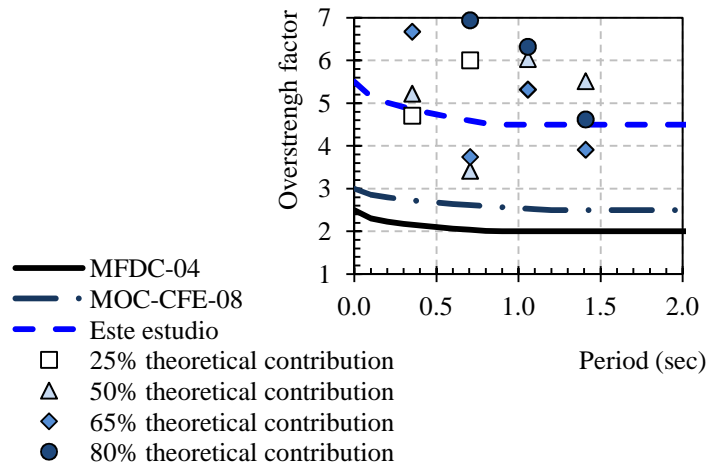 7
6
5
4
3
2
1
Overstrengh factor
0.0 0.5 1.0 1.5 2.0
Period (sec)
MFDC-04
MOC-CFE-08
Este estudio
25% theoretical contribution
50% theoretical contribution
65% theoretical contribution
80% theoretical contribution